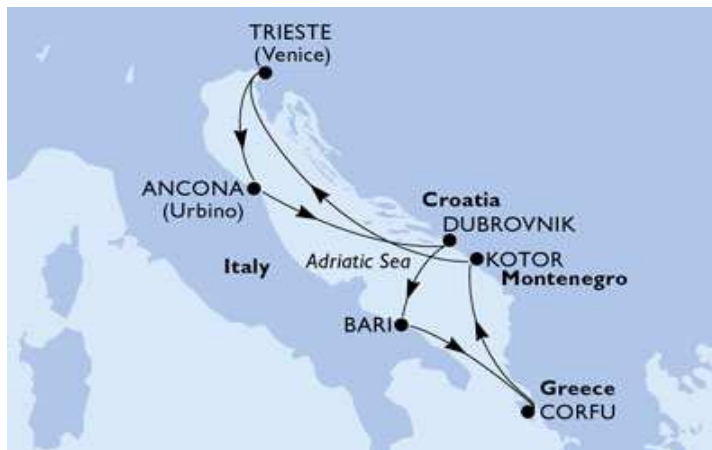 TRIESTE
(Venice)
ANCONA
(Urbino)
Croatia
DUBROVNIK
Adriatic Sea
Italy
KOTOR
Montenegro
BARI
Greece
CORFU